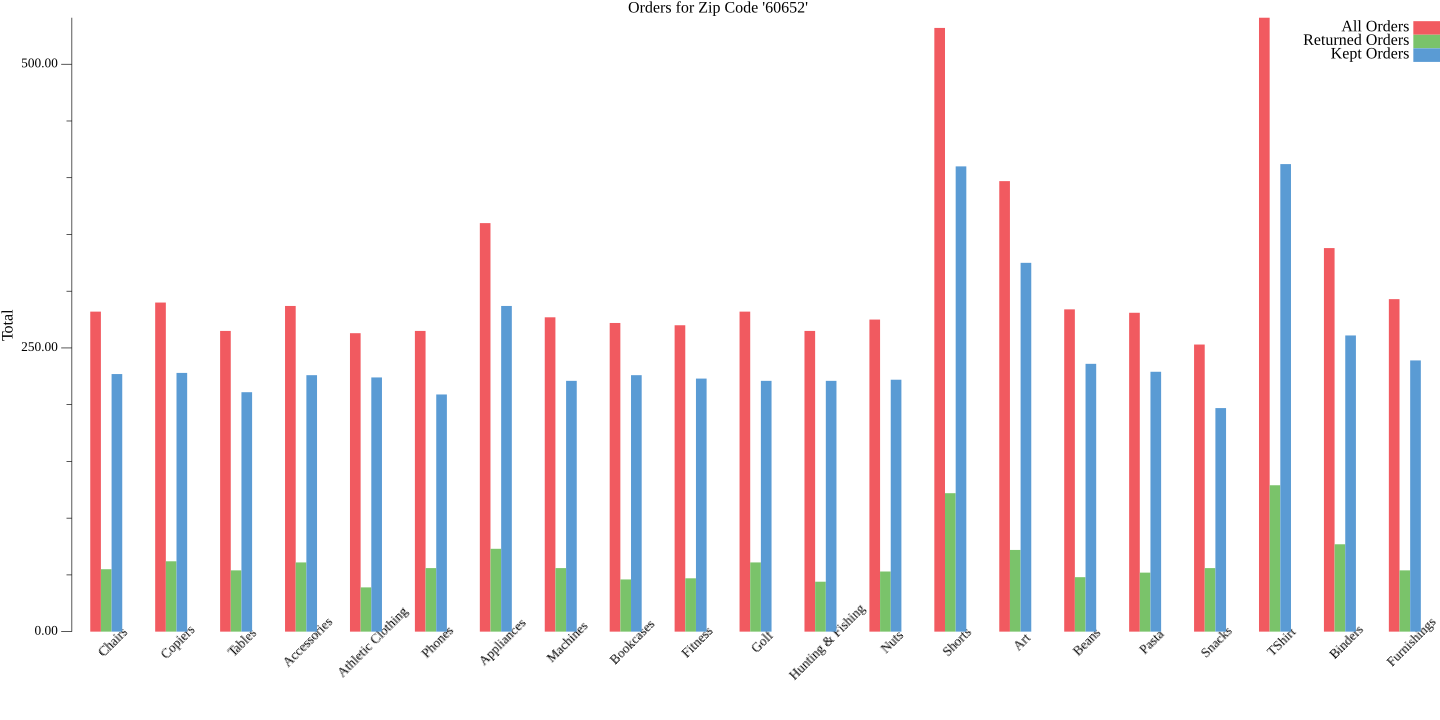 Orders for Zip Code '60652'
All Orders
Returned Orders
Kept Orders
500.00
250.00
0.00
Total
Chairs
Copiers
Tables
Accessories
Athletic Clothing
Phones
Appliances
Machines
Bookcases
Fitness
Golf
Hunting & Fishing
Nuts
Shorts
Art
Beans
Pasta
Snacks
TShirt
Binders
Furnishings